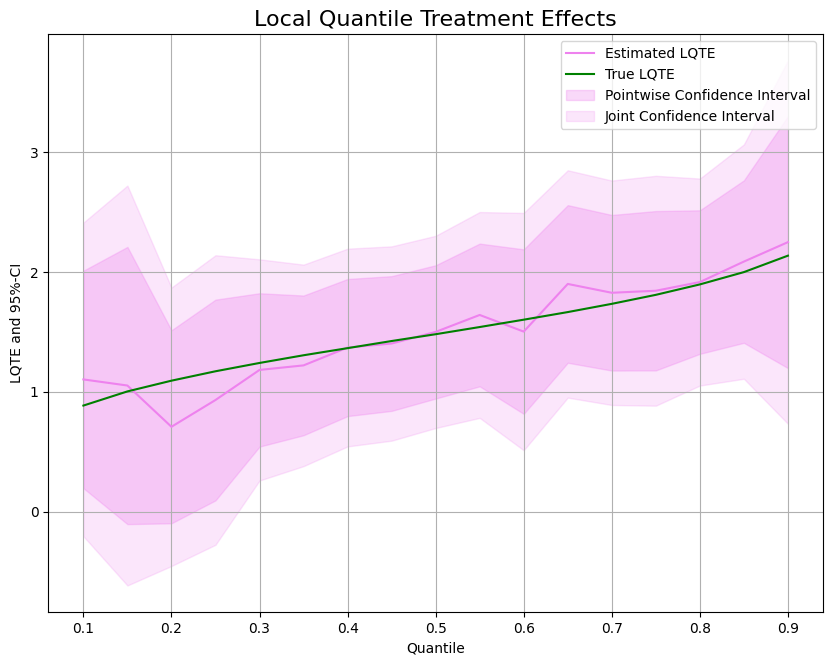 Local Quantile Treatment Effects
Estimated LQTE
True LQTE
Pointwise Confidence Interval
Joint Confidence Interval
LQTE and 95%-CI
3
2
1
0
0.1 0.2 0.3 0.4 0.5 0.6 0.7 0.8 0.9
Quantile